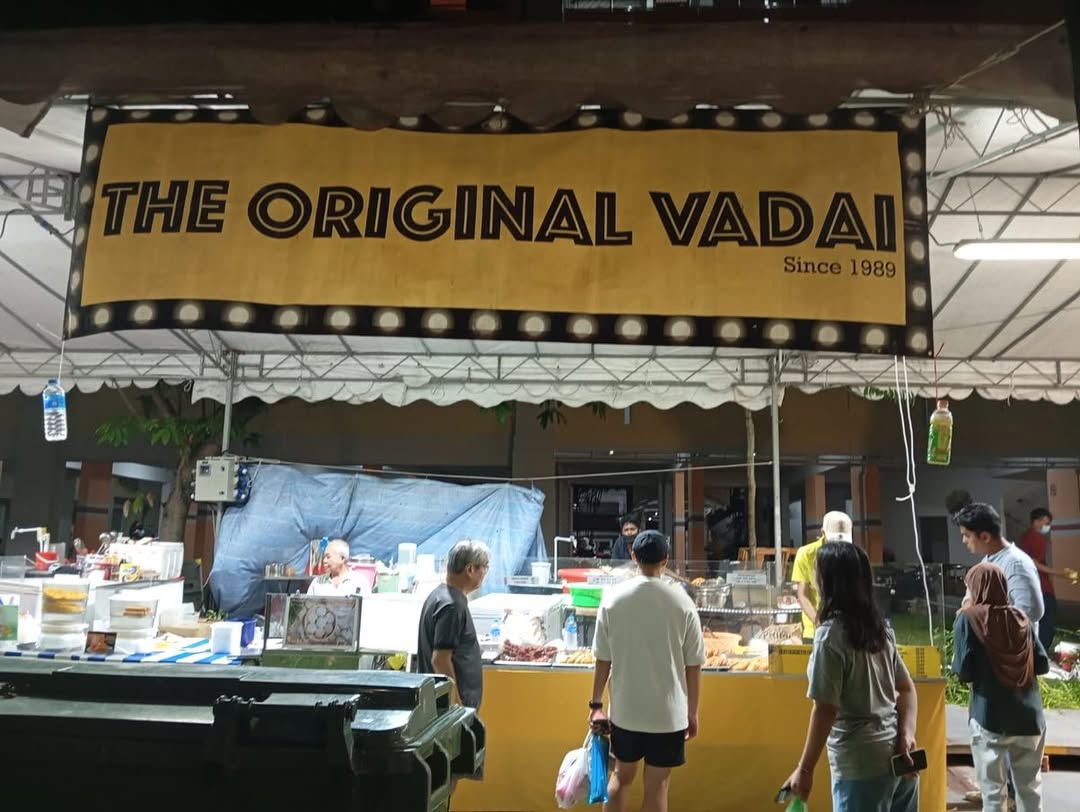 THE ORIGINAL VADAI
Since 1989